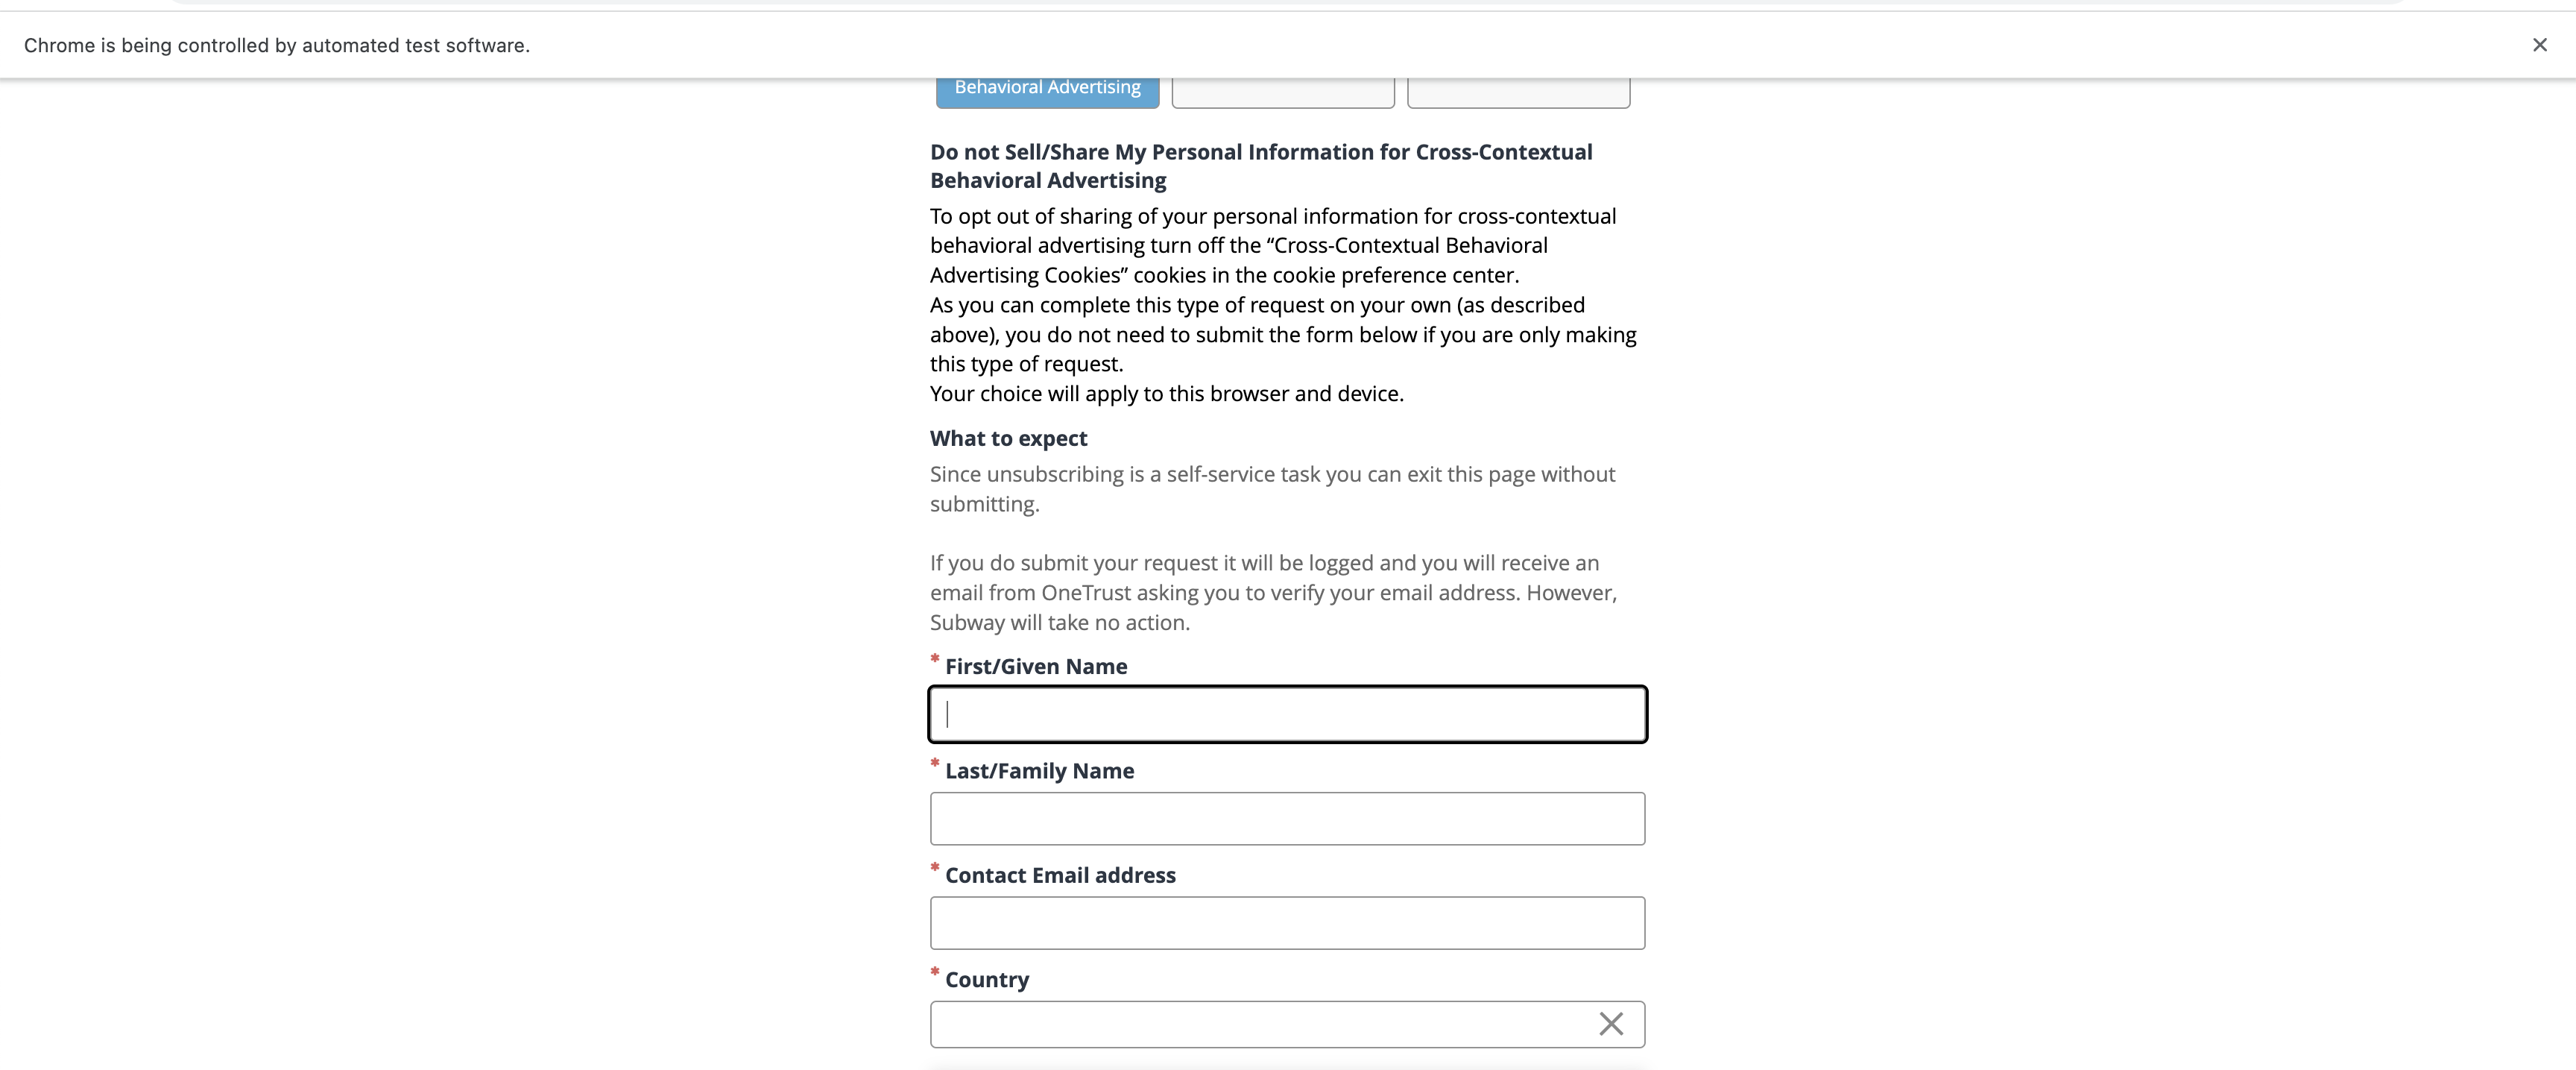 Chrome is being controlled by automated test software.
Behavioral Advertising
Do not Sell/Share My Personal Information for Cross-Contextual
Behavioral Advertising
To opt out of sharing of your personal information for cross-contextual
behavioral advertising turn off the “Cross-Contextual Behavioral
Advertising Cookies” cookies in the cookie preference center.
As you can complete this type of request on your own (as described
above), you do not need to submit the form below if you are only making
this type of request.
Your choice will apply to this browser and device.
What to expect
Since unsubscribing is a self-service task you can exit this page without
submitting.
If you do submit your request it will be logged and you will receive an
email from OneTrust asking you to verify your email address. However,
Subway will take no action.
* First/Given Name
* Last/Family Name
* Contact Email address
* Country